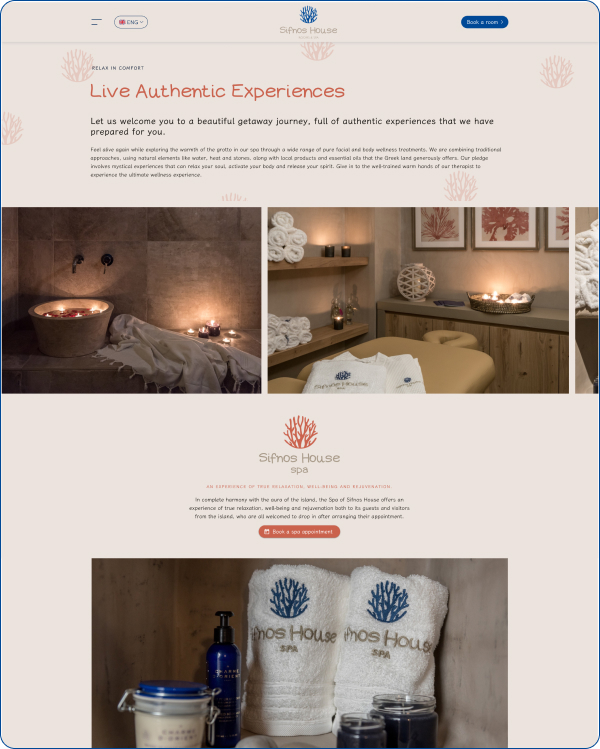 ENG
Sifnos House
Book a room
RELAX IN COMFORT
Live Authentic Experiences
Let us welcome you to a beautiful getaway journey, full of authentic experiences that we have
prepared for you.
Feel alive again while exploring the warmth of the grotto in our spa through a wide range of pure facial and body wellness treatments. We are combining traditional
approaches, using natural elements like water, heat and stones, along with local products and essential oils that the Greek land generously offers. Our pledge
involves mystical experiences that can relax your soul, activate your body and release your spirit. Give in to the well-trained warm hands of our therapist to
experience the ultimate wellness experience.
Sifnos House
spa
AN EXPERIENCE OF TRUE RELAXATION, WELL-BEING AND REJUVENATION.
In complete harmony with the aura of the island, the Spa of Sifnos House offers an
experience of true relaxation, well-being and rejuvenation both to its guests and visitors
from the island, who are all welcomed to drop in after arranging their appointment.
Book a spa appointment
ifnos House
SPA
ifnos House
SPA
CHARME
D'ORIENT
CHARME
D'ORIENT